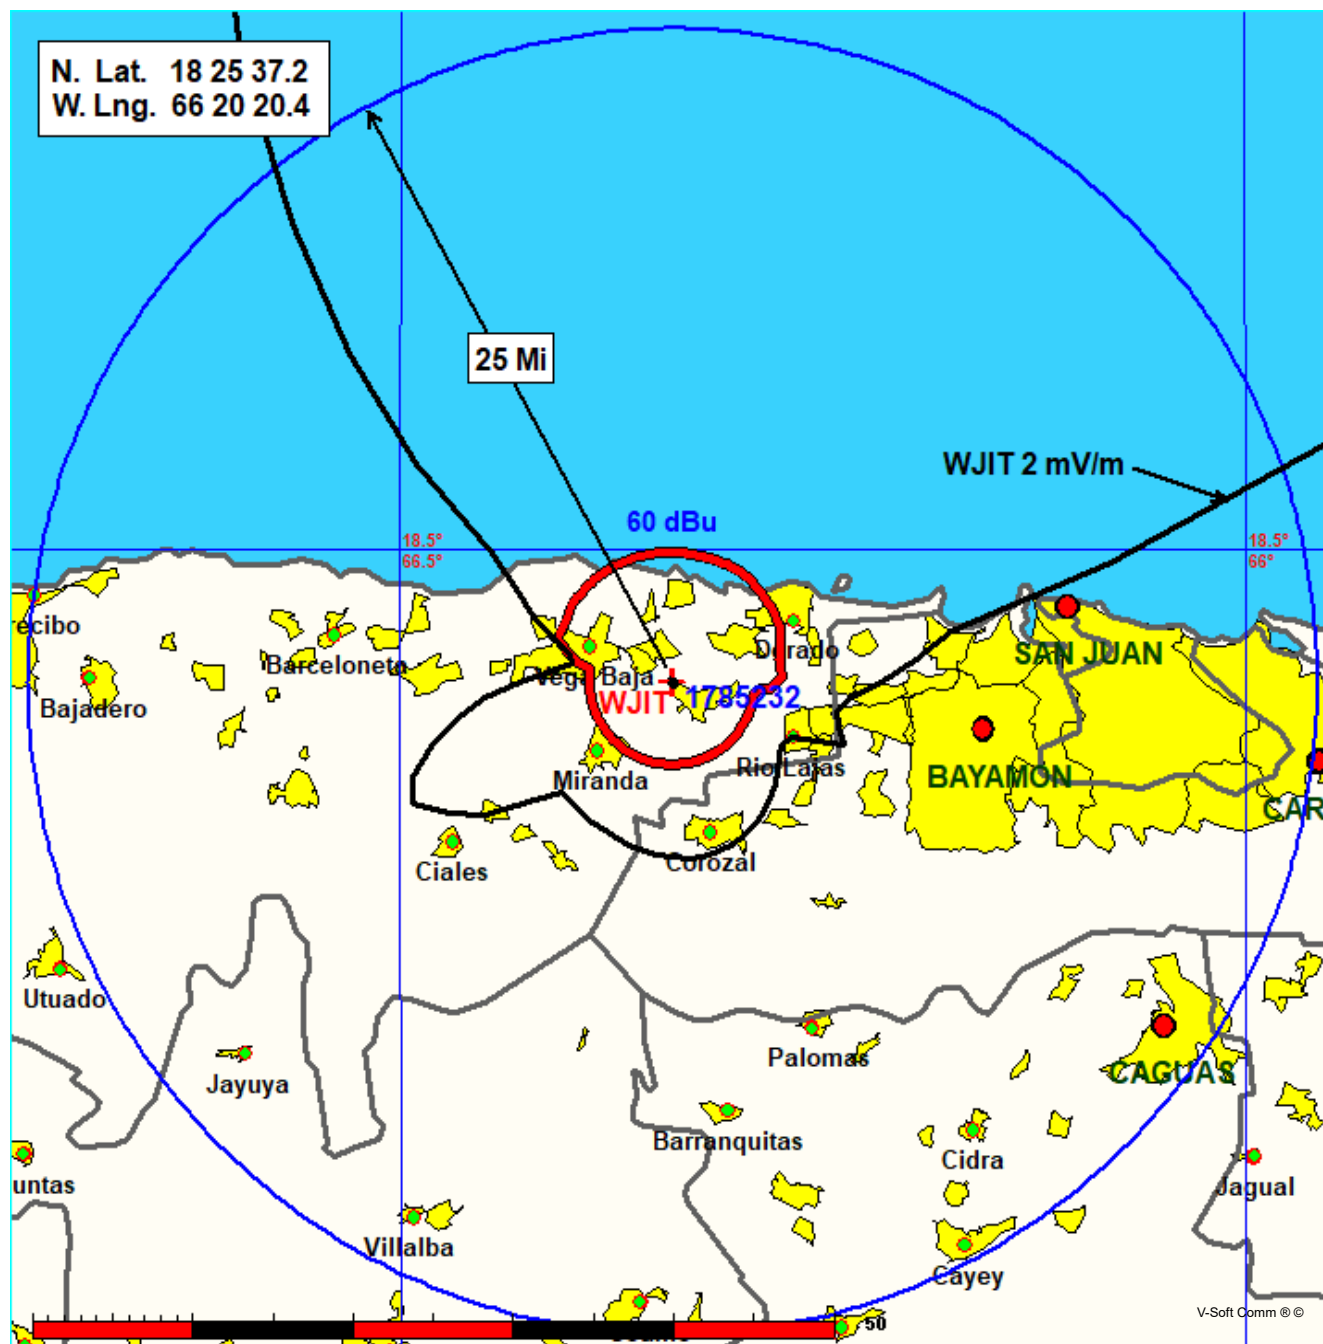 N. Lat. 18 25 37.2
W. Lng. 66 20 20.4
25 Mi
WJIT 2 mV/m
60 dBu
18.5°
66.5°
18.5°
66°
ecibo
Barceloneta
Bajadero
Vega Baja
Dorado
SAN JUAN
WJIT
1785232
Miranda
Rio Lajas
BAYAMON
CAR
Ciales
Corozal
Utuado
Jayuya
Palomas
CAGUAS
Barranquitas
Cidra
untas
Jagual
Villalba
Cayey
V-Soft Comm ® ©
50